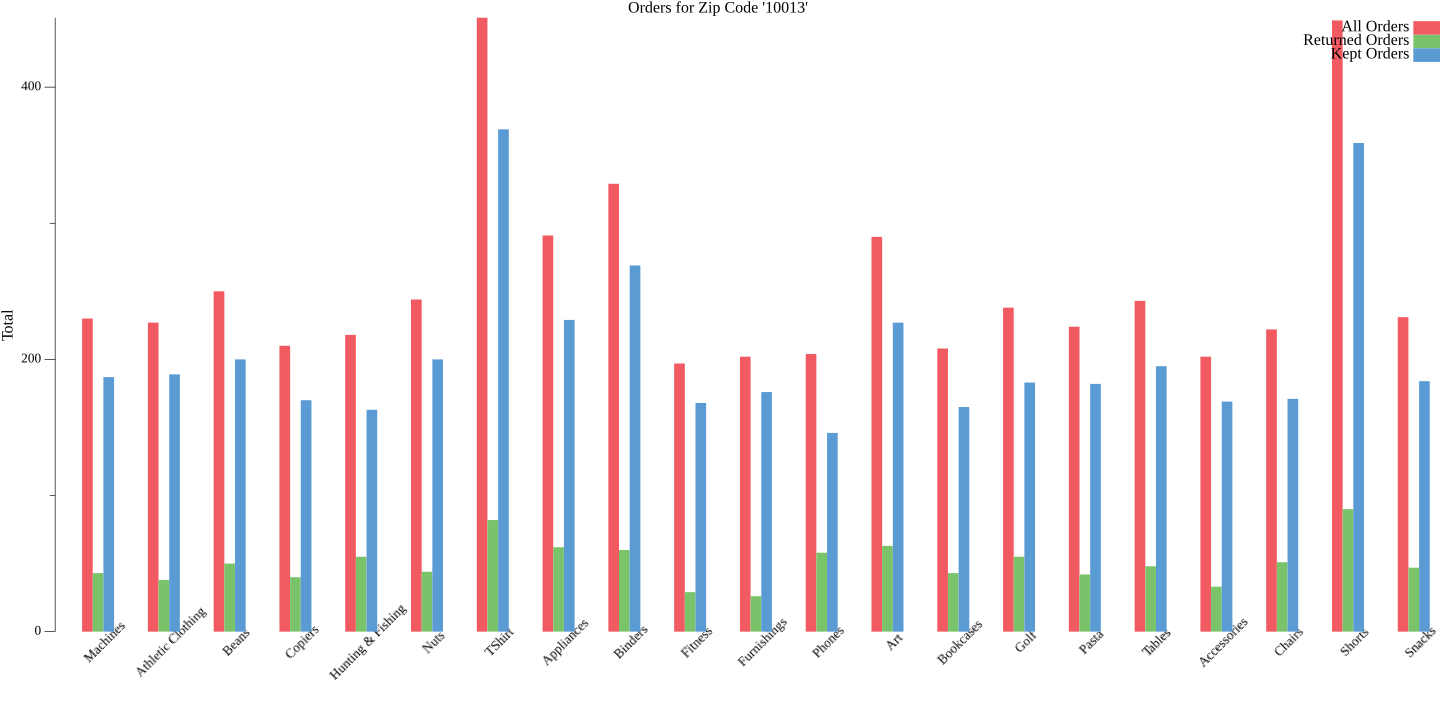 Orders for Zip Code '10013'
All Orders
Returned Orders
Kept Orders
400
200
0
Total
Machines
Athletic Clothing
Beans
Copiers
Hunting & Fishing
Nuts
TShirt
Appliances
Binders
Fitness
Furnishings
Phones
Art
Bookcases
Golf
Pasta
Tables
Accessories
Chairs
Shorts
Snacks